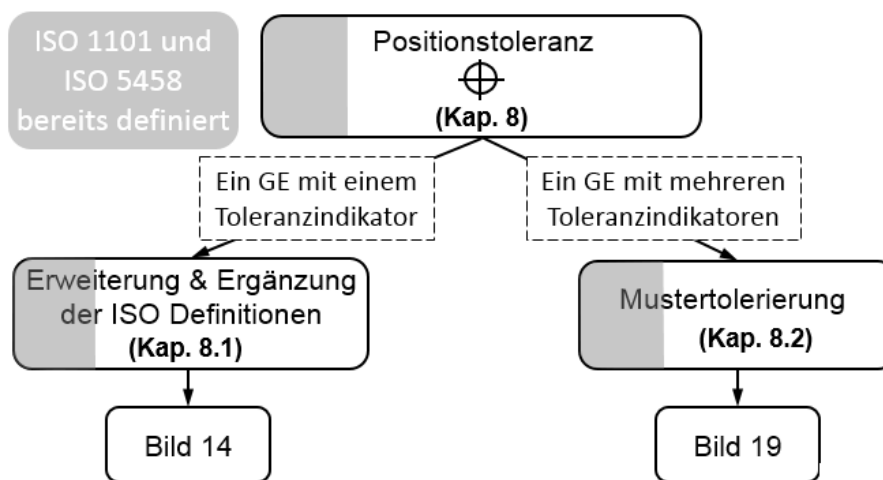 ISO 1101 und
ISO 5458
bereits definiert
Positionstoleranz
(Kap. 8)
Ein GE mit einem
Toleranzindikator
Ein GE mit mehreren
Toleranzindikatoren
Erweiterung & Ergänzung
der ISO Definitionen
(Kap. 8.1)
Mustertolerierung
(Kap. 8.2)
Bild 14
Bild 19